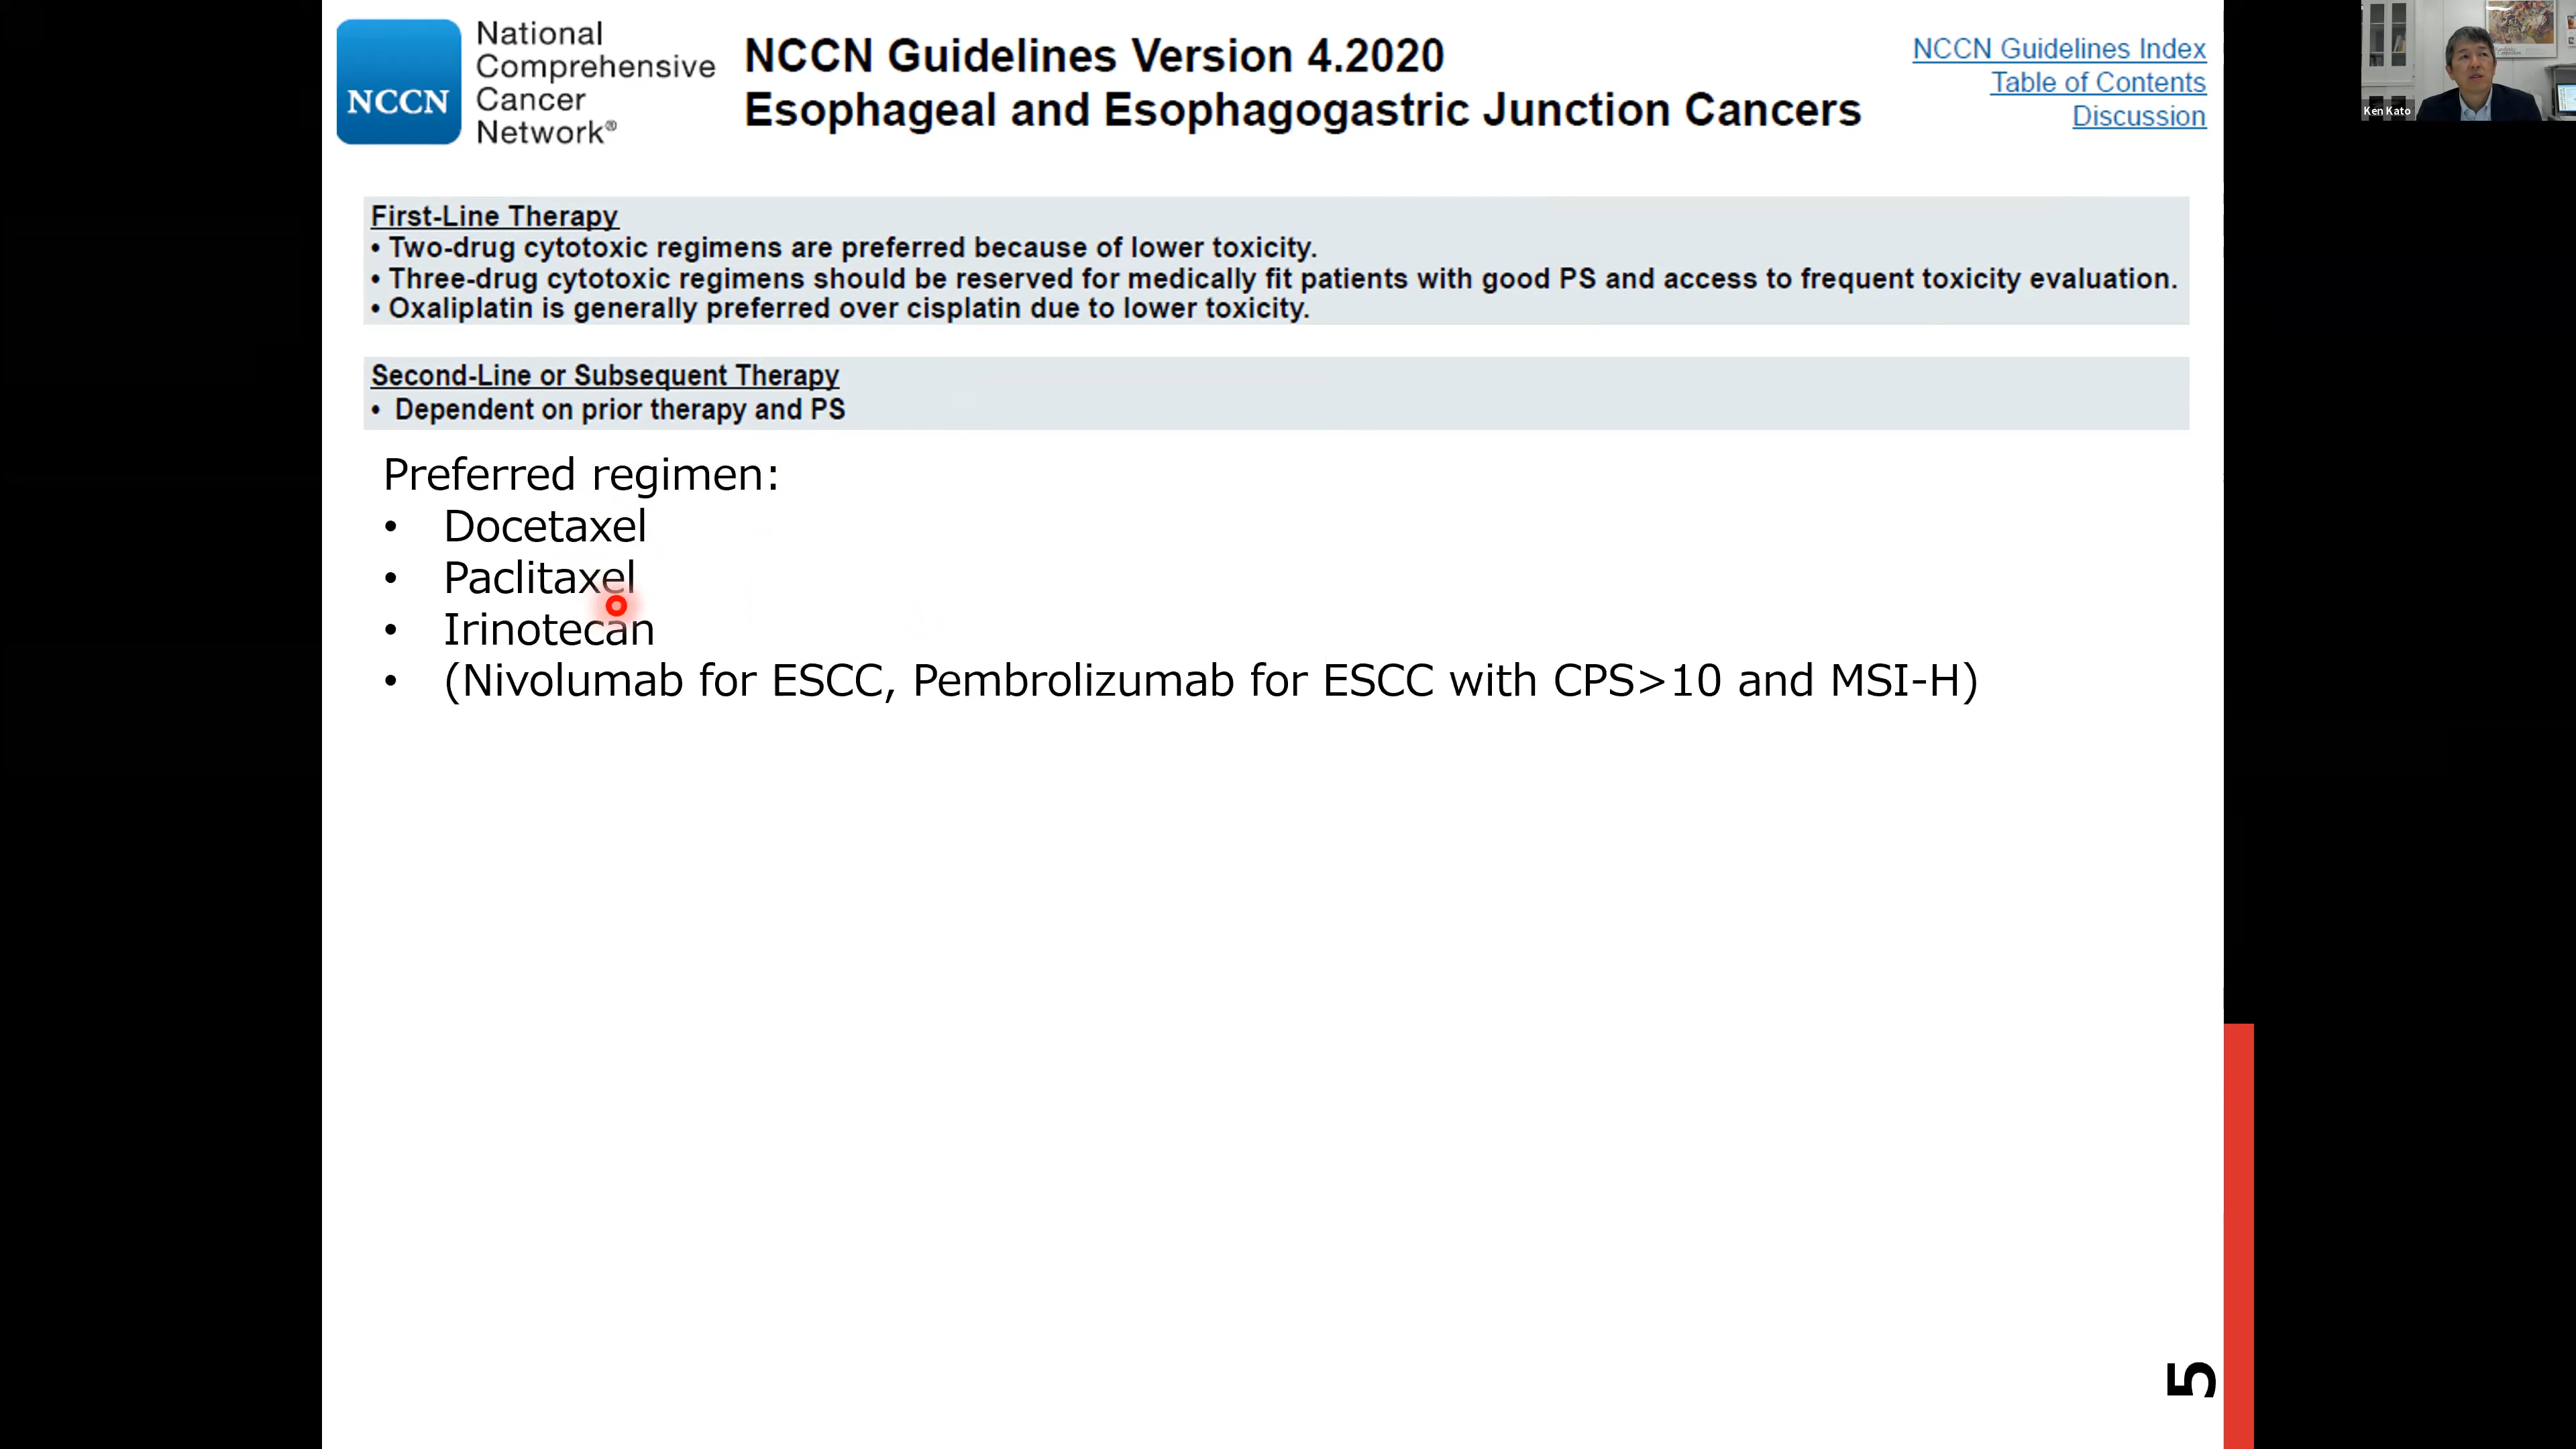 NCCN
National
Comprehensive
Cancer
Network®
NCCN Guidelines Version 4.2020
Esophageal and Esophagogastric Junction Cancers
NCCN Guidelines Index
Table of Contents
Discussion
Ken Kato
First-Line Therapy
• Two-drug cytotoxic regimens are preferred because of lower toxicity.
• Three-drug cytotoxic regimens should be reserved for medically fit patients with good PS and access to frequent toxicity evaluation.
• Oxaliplatin is generally preferred over cisplatin due to lower toxicity.
Second-Line or Subsequent Therapy
• Dependent on prior therapy and PS
Preferred regimen:
• Docetaxel
• Paclitaxel
• Irinotecan
• (Nivolumab for ESCC, Pembrolizumab for ESCC with CPS>10 and MSI-H)
5